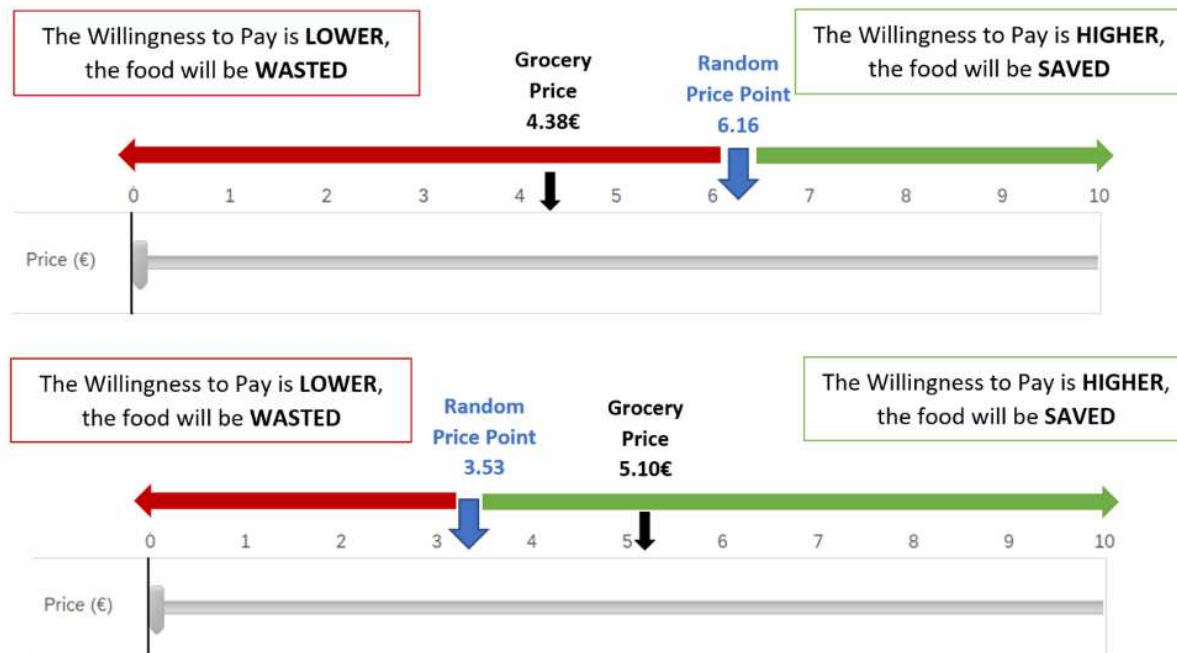 The Willingness to Pay is LOWER,
the food will be WASTED
Grocery
Price
4.38€
Random
Price Point
6.16
The Willingness to Pay is HIGHER,
the food will be SAVED
0 1 2 3 4 5 6 7 8 9 10
Price (€)
The Willingness to Pay is LOWER,
the food will be WASTED
Random
Price Point
3.53
Grocery
Price
5.10€
The Willingness to Pay is HIGHER,
the food will be SAVED
0 1 2 3 4 5 6 7 8 9 10
Price (€)